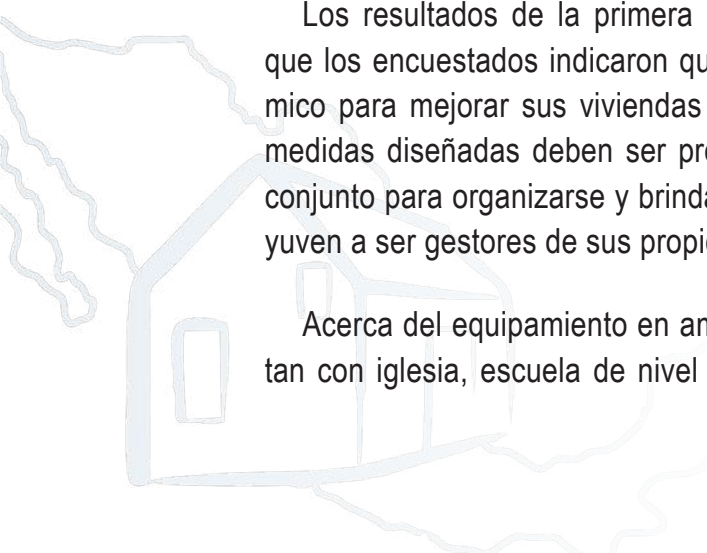 Los resultados de la primera
que los encuestados indicaron qu
mico para mejorar sus viviendas
medidas diseñadas deben ser pr
conjunto para organizarse y brinda
yuven a ser gestores de sus propi
Acerca del equipamiento en a
tan con iglesia, escuela de nivel